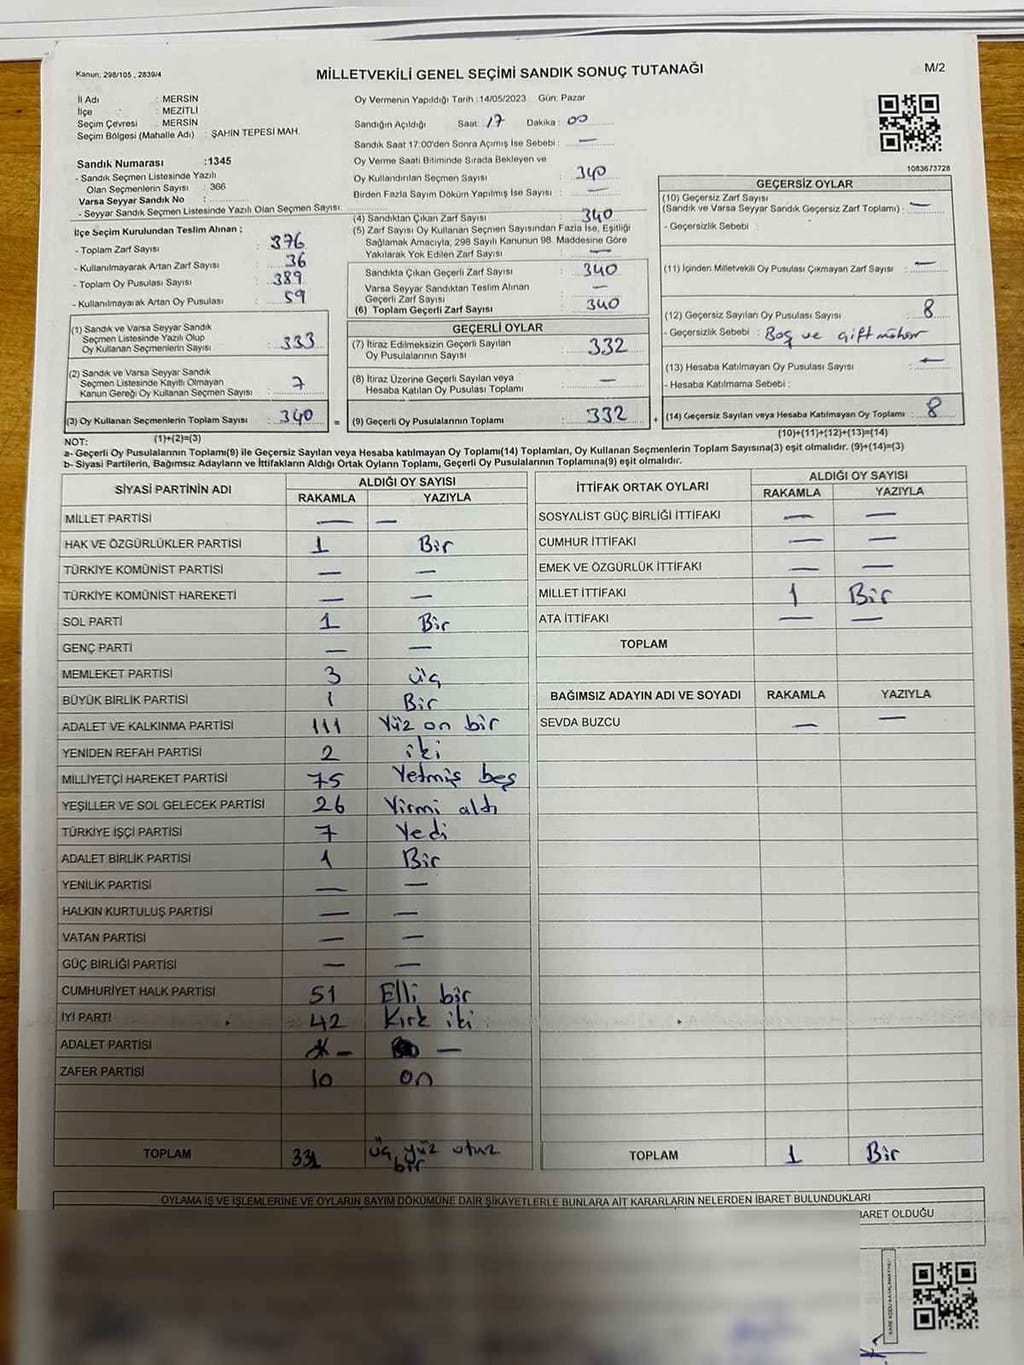 Kanun, 298/105 , 2839/4
MİLLETVEKİLİ GENEL SEÇİMİ SANDIK SONUÇ TUTANAĞI
M/2
İl Adı : MERSİN
İlçe : MEZİTLİ
Seçim Çevresi : MERSİN
Seçim Bölgesi (Mahalle Adı) : ŞAHİN TEPESİ MAH.
Sandık Numarası :1345
- Sandık Seçmen Listesinde Yazılı
Olan Seçmenlerin Sayısı : 366
Varsa Seyyar Sandık No :
- Seyyar Sandık Seçmen Listesinde Yazılı Olan Seçmen Sayısı:
Oy Vermenin Yapıldığı Tarih :14/05/2023 Gün: Pazar
Sandığın Açıldığı Saat: 17 Dakika : 00
Sandık Saat 17:00'den Sonra Açımış İse Sebebi : —
Oy Verme Saati Bitiminde Sırada Bekleyen ve
Oy Kullandırılan Seçmen Sayısı : 340
Birden Fazla Sayım Döküm Yapılmış İse Sayısı : —
1083673728
İlçe Seçim Kurulundan Teslim Alınan ;
- Toplam Zarf Sayısı : 376
- Kullanılmayarak Artan Zarf Sayısı : 36
- Toplam Oy Pusulası Sayısı : 389
- Kullanılmayarak Artan Oy Pusulası : 59
(1) Sandık ve Varsa Seyyar Sandık
Seçmen Listesinde Yazılı Olup
Oy Kullanan Seçmenlerin Sayısı : 333
(2) Sandık ve Varsa Seyyar Sandık
Seçmen Listesinde Kayıtlı Olmayan
Kanun Gereği Oy Kullanan Seçmen Sayısı : 7
(3) Oy Kullanan Seçmenlerin Toplam Sayısı : 340
(1)+(2)=(3)
(4) Sandıktan Çıkan Zarf Sayısı : 340
(5) Zarf Sayısı Oy Kullanan Seçmen Sayısından Fazla İse, Eşitliği
Sağlamak Amacıyla, 298 Sayılı Kanunun 98. Maddesine Göre
Yakılarak Yok Edilen Zarf Sayısı : —
Sandıkta Çıkan Geçerli Zarf Sayısı : 340
Varsa Seyyar Sandıktan Teslim Alınan
Geçerli Zarf Sayısı : —
(6) Toplam Geçerli Zarf Sayısı : 340
GEÇERLİ OYLAR
(7) İtiraz Edilmeksizin Geçerli Sayılan
Oy Pusulalarının Sayısı : 332
(8) İtiraz Üzerine Geçerli Sayılan veya
Hesaba Katılan Oy Pusulası Toplamı : —
= (9) Geçerli Oy Pusulalarının Toplamı : 332 +
GEÇERSİZ OYLAR
(10) Geçersiz Zarf Sayısı
(Sandık ve Varsa Seyyar Sandık Geçersiz Zarf Toplamı) : —
- Geçersizlik Sebebi :
(11) İçinden Milletvekili Oy Pusulası Çıkmayan Zarf Sayısı : —
(12) Geçersiz Sayılan Oy Pusulası Sayısı : 8
- Geçersizlik Sebebi : Boş ve çift mühür
(13) Hesaba Katılmayan Oy Pusulası Sayısı : —
- Hesaba Katılmama Sebebi :
(14) Geçersiz Sayılan veya Hesaba Katılmayan Oy Toplamı : 8
(10)+(11)+(12)+(13)=(14)
NOT:
a- Geçerli Oy Pusulalarının Toplamı(9) ile Geçersiz Sayılan veya Hesaba katılmayan Oy Toplamı(14) Toplamları, Oy Kullanan Seçmenlerin Toplam Sayısına(3) eşit olmalıdır. (9)+(14)=(3)
b- Siyasi Partilerin, Bağımsız Adayların ve İttifakların Aldığı Ortak Oyların Toplamı, Geçerli Oy Pusulalarının Toplamına(9) eşit olmalıdır.
SİYASİ PARTİNİN ADI ALDIĞI OY SAYISI
RAKAMLA YAZIYLA
MİLLET PARTİSİ — —
HAK VE ÖZGÜRLÜKLER PARTİSİ 1 Bir
TÜRKİYE KOMÜNİST PARTİSİ — —
TÜRKİYE KOMÜNİST HAREKETİ — —
SOL PARTİ 1 Bir
GENÇ PARTİ — —
MEMLEKET PARTİSİ 3 üç
BÜYÜK BİRLİK PARTİSİ 1 Bir
ADALET VE KALKINMA PARTİSİ 111 Yüz on bir
YENİDEN REFAH PARTİSİ 2 iki
MİLLİYETÇİ HAREKET PARTİSİ 75 Yetmiş beş
YEŞİLLER VE SOL GELECEK PARTİSİ 26 Yirmi altı
TÜRKİYE İŞÇİ PARTİSİ 7 Yedi
ADALET BİRLİK PARTİSİ 1 Bir
YENİLİK PARTİSİ — —
HALKIN KURTULUŞ PARTİSİ — —
VATAN PARTİSİ — —
GÜÇ BİRLİĞİ PARTİSİ — —
CUMHURİYET HALK PARTİSİ 51 Elli bir
İYİ PARTİ 42 Kırk iki
ADALET PARTİSİ — —
ZAFER PARTİSİ 10 on
TOPLAM 331 üç yüz otuz
bir
İTTİFAK ORTAK OYLARI ALDIĞI OY SAYISI
RAKAMLA YAZIYLA
SOSYALİST GÜÇ BİRLİĞİ İTTİFAKI — —
CUMHUR İTTİFAKI — —
EMEK VE ÖZGÜRLÜK İTTİFAKI — —
MİLLET İTTİFAKI 1 Bir
ATA İTTİFAKI — —
TOPLAM
BAĞIMSIZ ADAYIN ADI VE SOYADI RAKAMLA YAZIYLA
SEVDA BUZCU — —
TOPLAM 1 Bir
OYLAMA İŞ VE İŞLEMLERİNE VE OYLARIN SAYIM DÖKÜMÜNE DAİR ŞİKAYETLERLE BUNLARA AİT KARARLARIN NELERDEN İBARET BULUNDUKLARI
BARET OLDUĞU